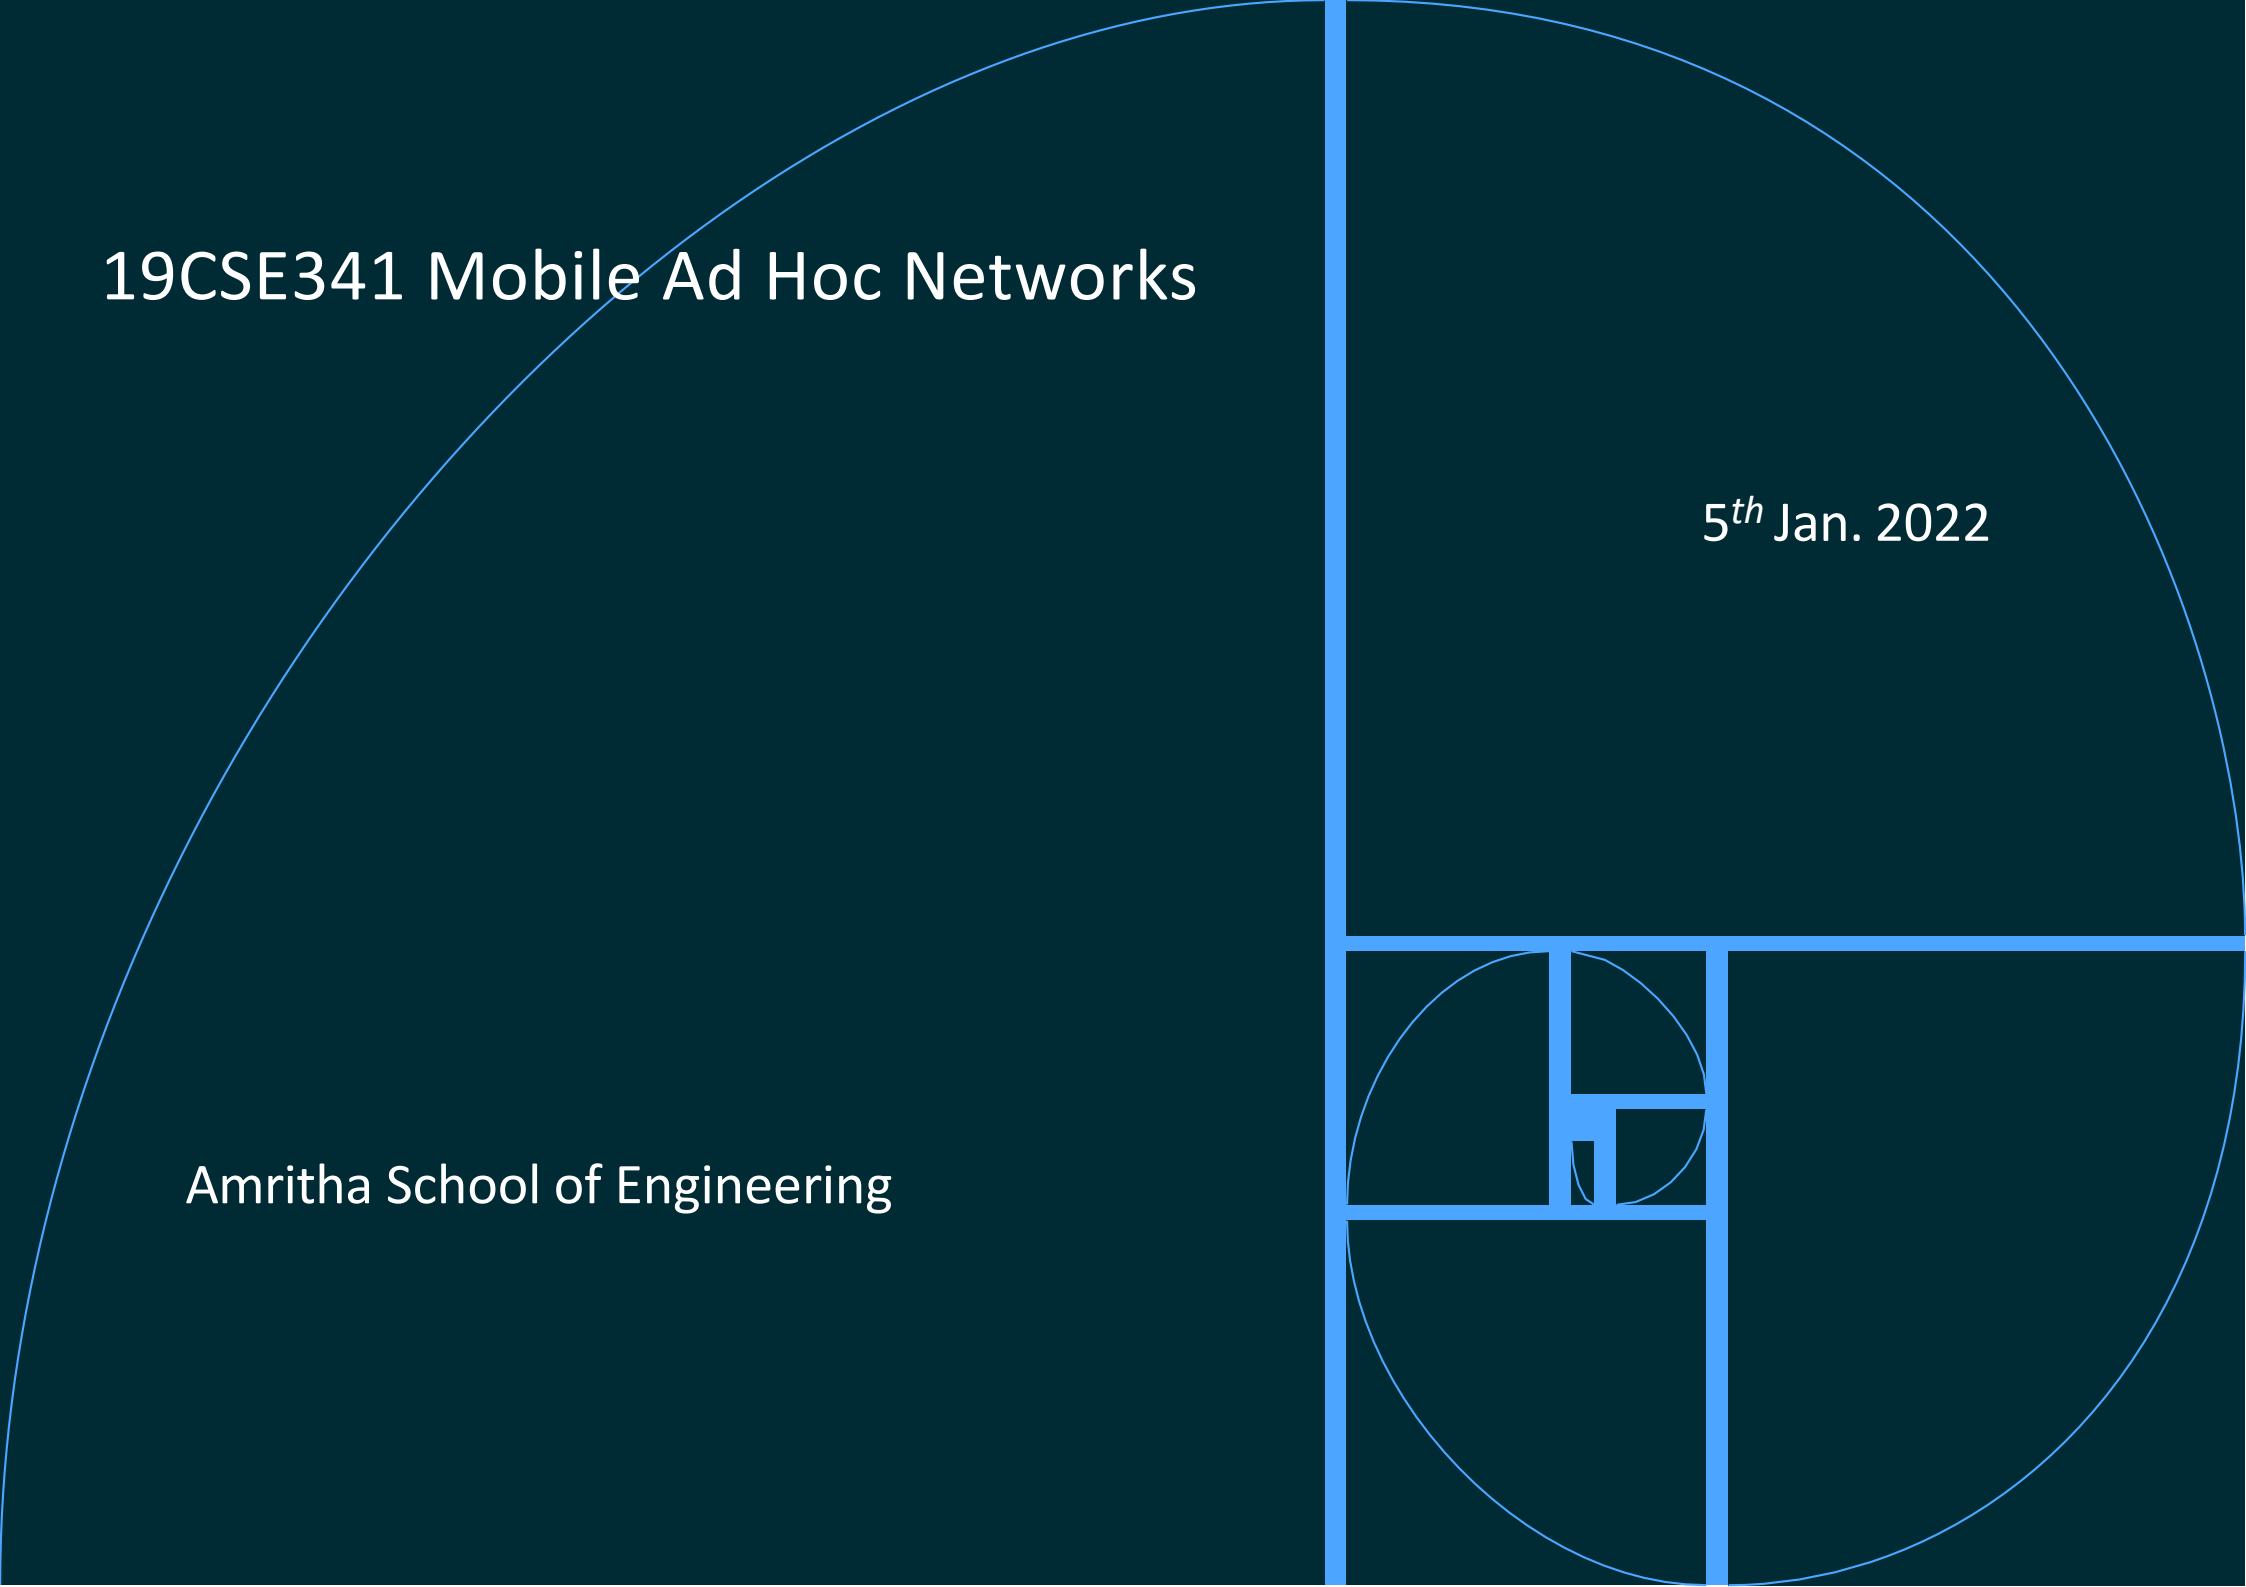 19CSE341 Mobile Ad Hoc Networks
5th Jan. 2022
Amritha School of Engineering